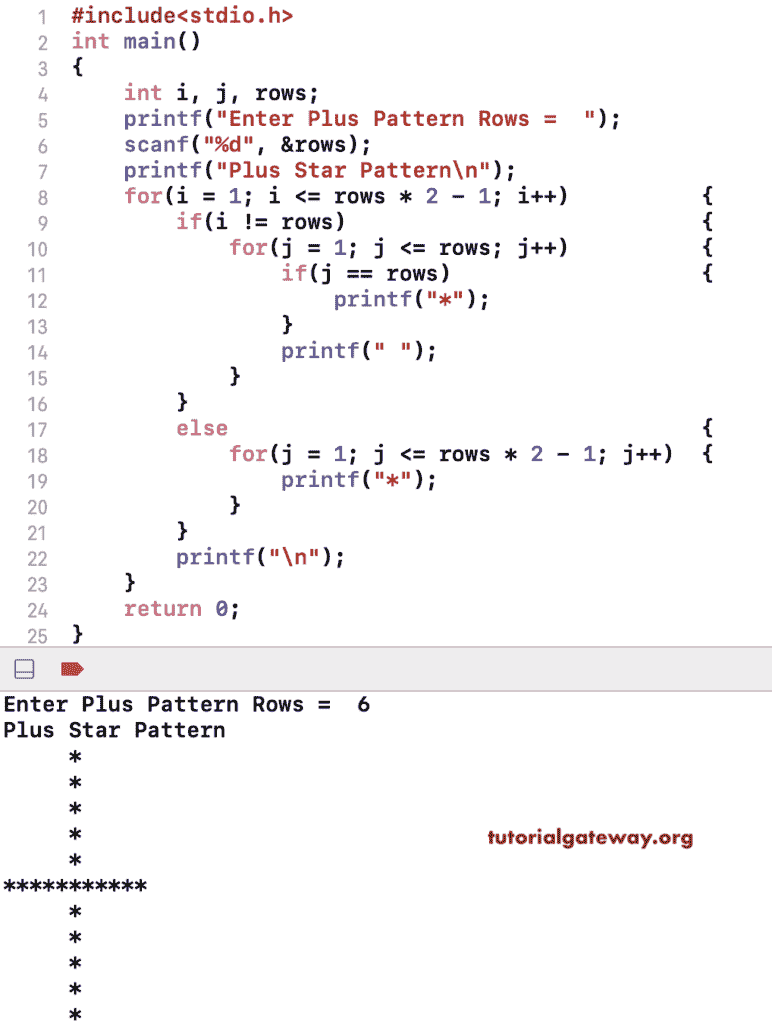 1 #include<stdio.h>
2 int main()
3 {
4     int i, j, rows;
5     printf("Enter Plus Pattern Rows =  ");
6     scanf("%d", &rows);
7     printf("Plus Star Pattern\n");
8     for(i = 1; i <= rows * 2 - 1; i++)          {
9         if(i != rows)                           {
10             for(j = 1; j <= rows; j++)          {
11                 if(j == rows)                   {
12                     printf("*");
13                 }
14                 printf(" ");
15             }
16         }
17         else                                    {
18             for(j = 1; j <= rows * 2 - 1; j++)  {
19                 printf("*");
20             }
21         }
22         printf("\n");
23     }
24     return 0;
25 }
Enter Plus Pattern Rows =  6
Plus Star Pattern
     *
     *
     *
     *
tutorialgateway.org
     *
***********
     *
     *
     *
     *
     *